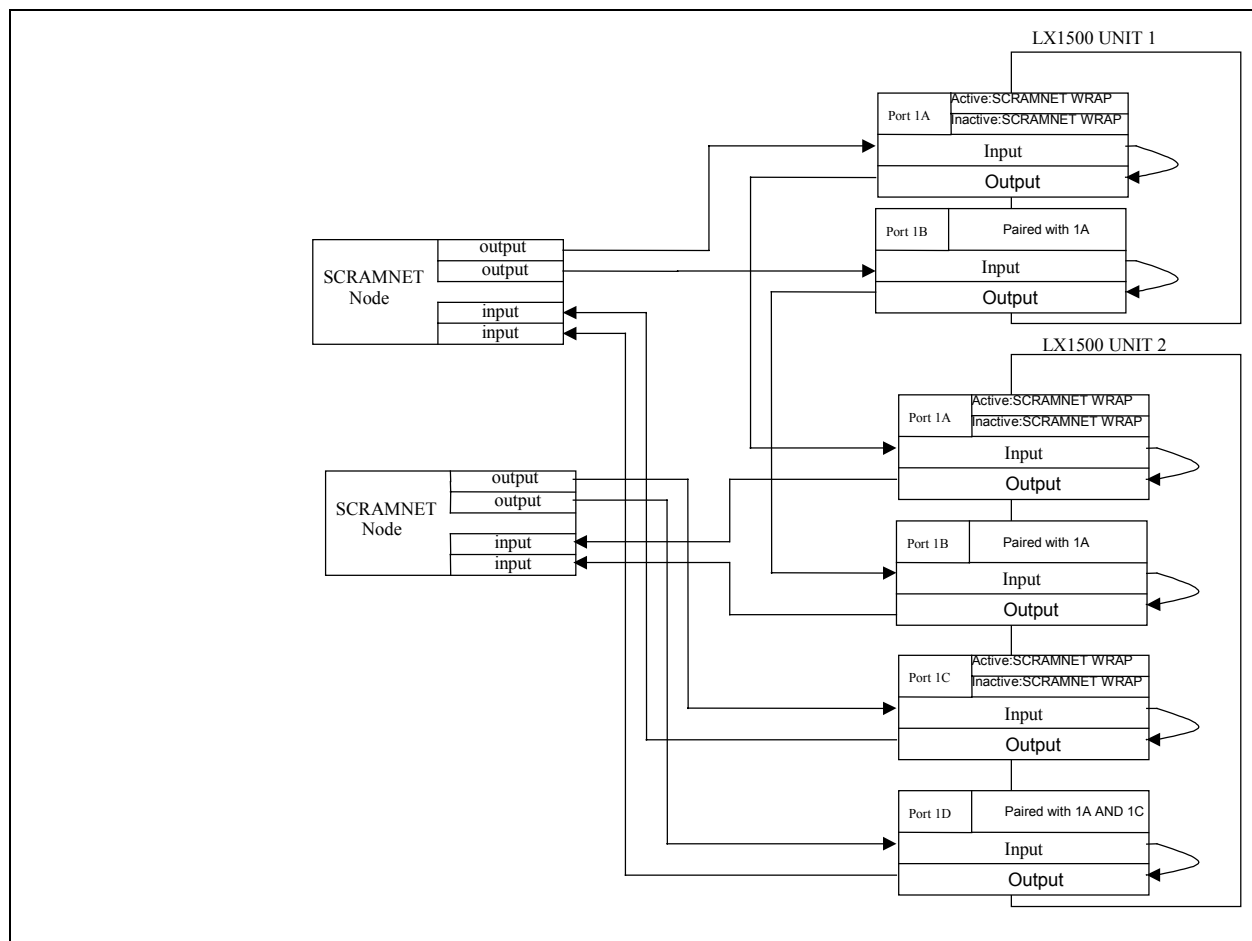 LX1500 UNIT 1
Port 1A
Active:SCRAMNET WRAP
Inactive:SCRAMNET WRAP
Input
Output
Port 1B
Paired with 1A
Input
Output
SCRAMNET
Node
output
output
input
input
LX1500 UNIT 2
Port 1A
Active:SCRAMNET WRAP
Inactive:SCRAMNET WRAP
Input
Output
SCRAMNET
Node
output
output
input
input
Port 1B
Paired with 1A
Input
Output
Port 1C
Active:SCRAMNET WRAP
Inactive:SCRAMNET WRAP
Input
Output
Port 1D
Paired with 1A AND 1C
Input
Output